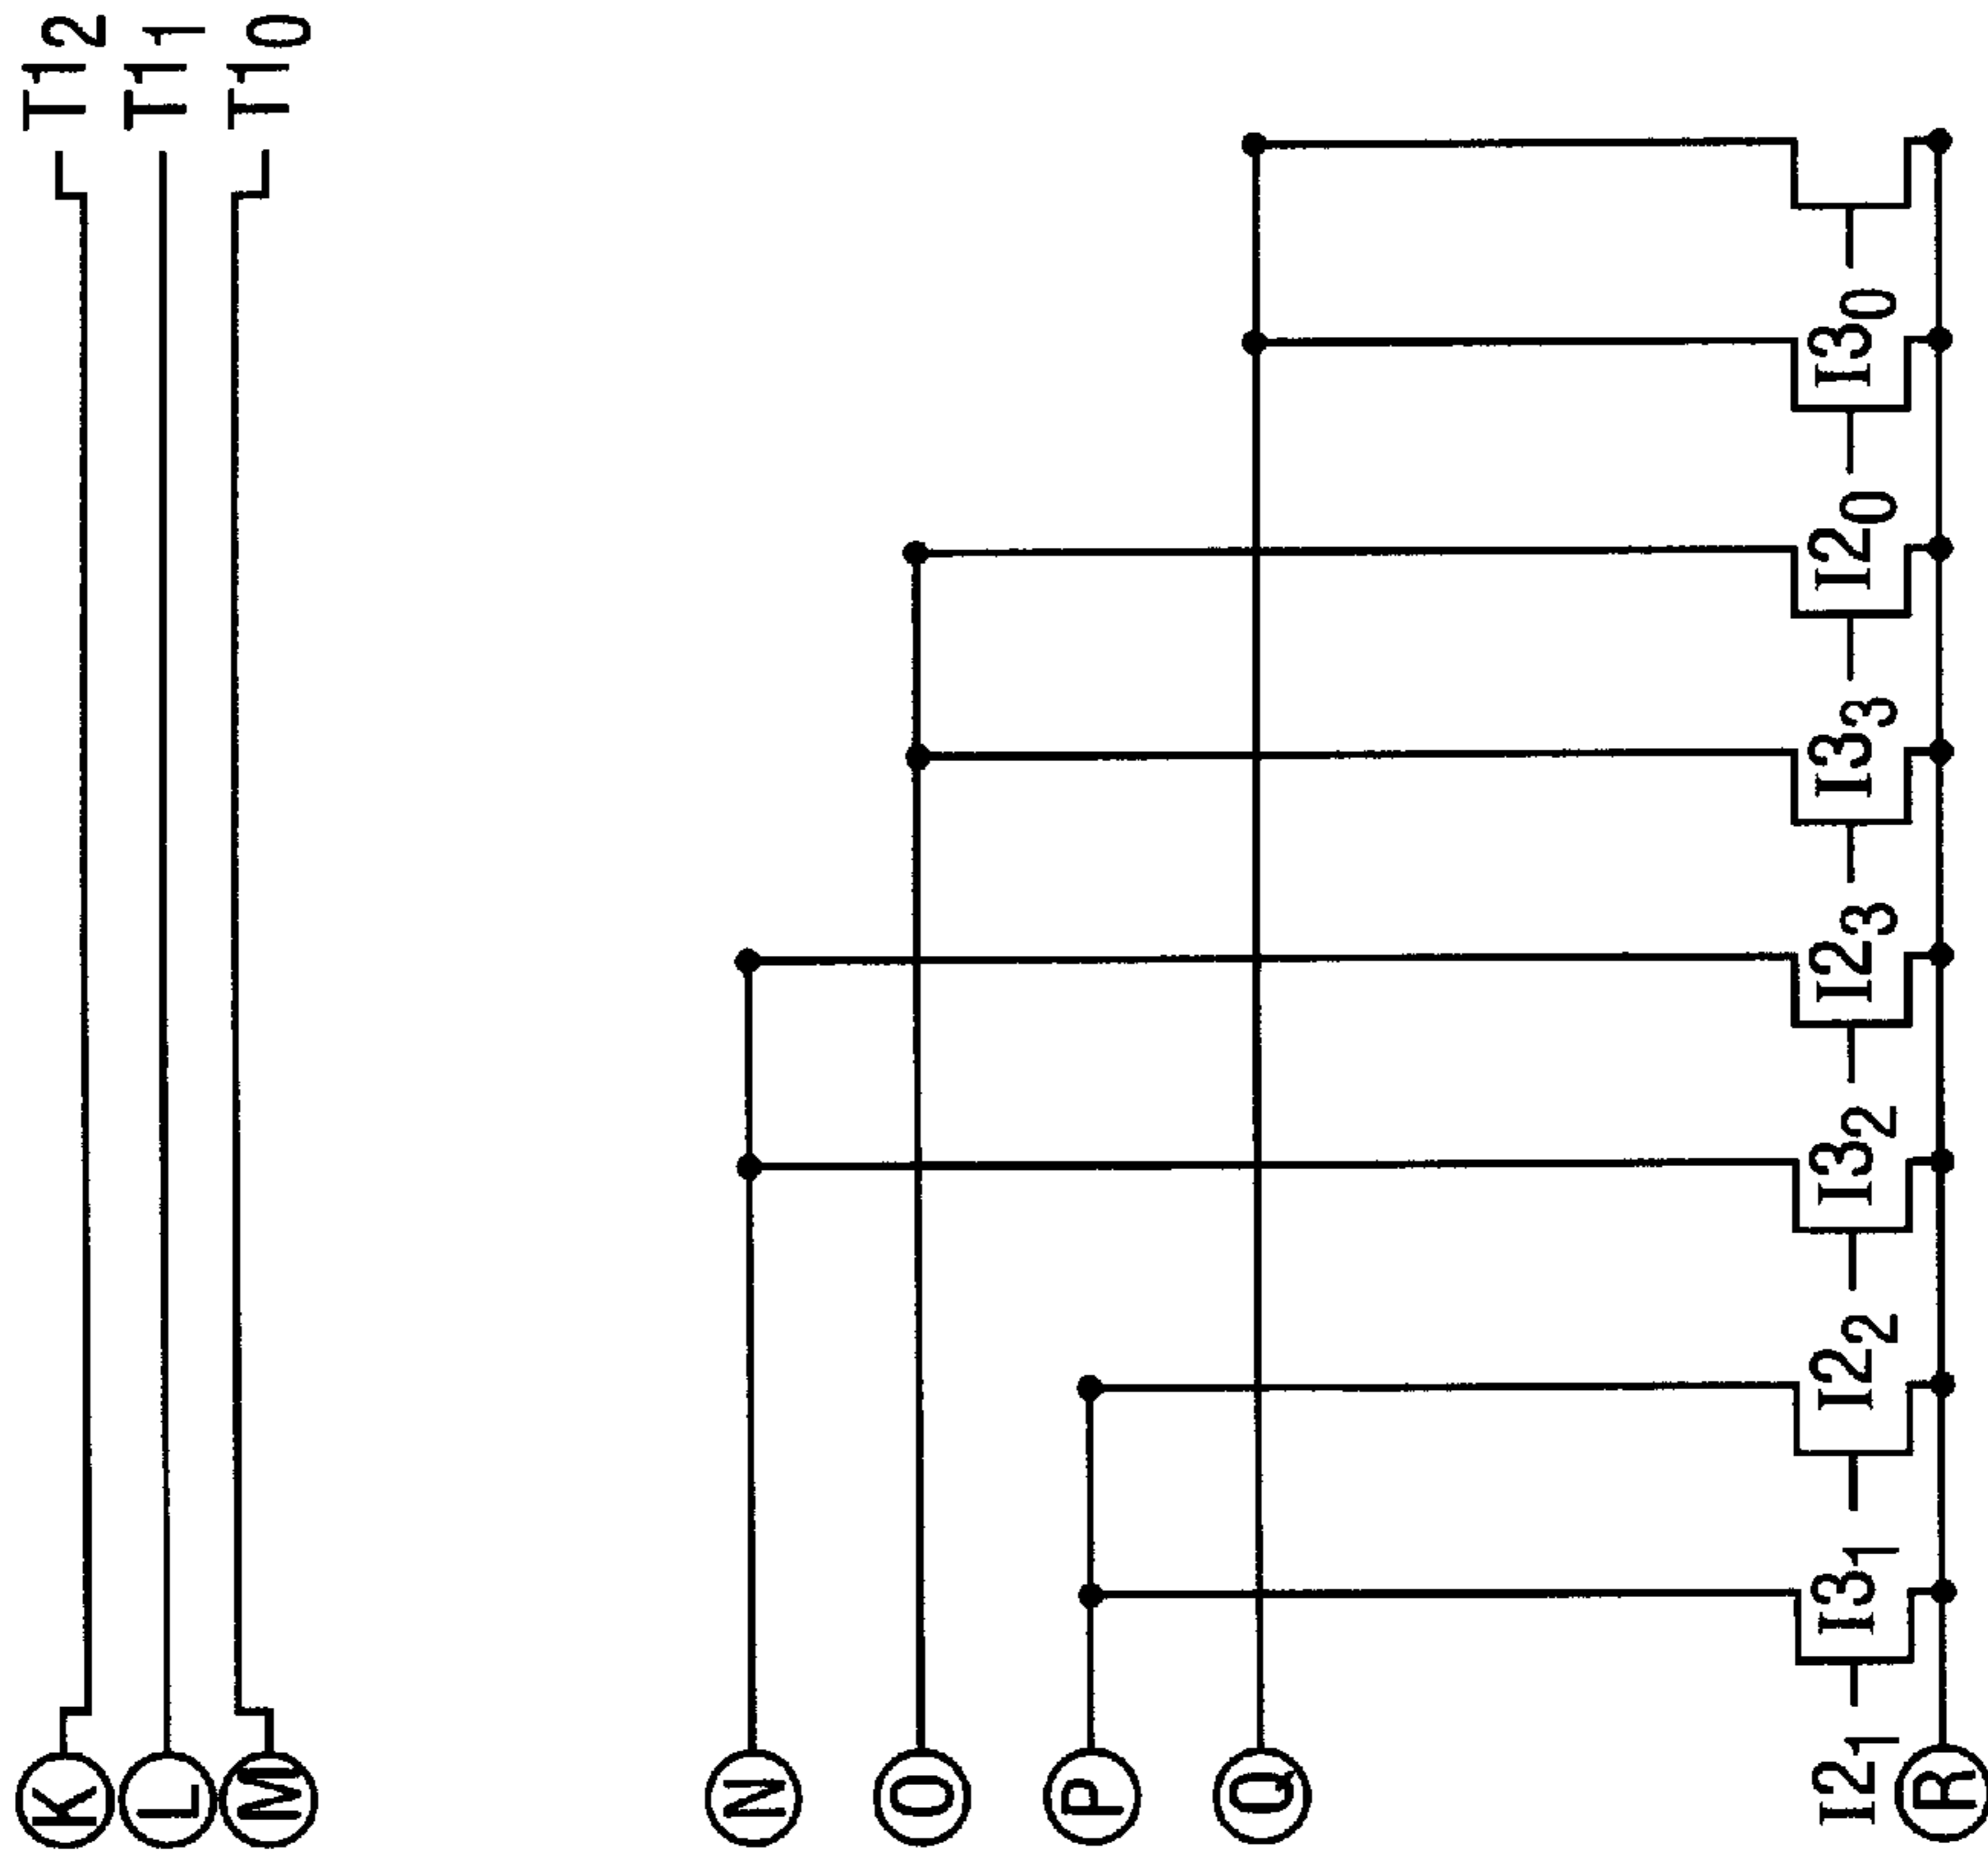 K T1₂
L T1₁
M T1₀
N
O
P
Q
I2₁ I3₁ I2₂ I3₂ I2₃ I3₃ I2₀ I3₀
R